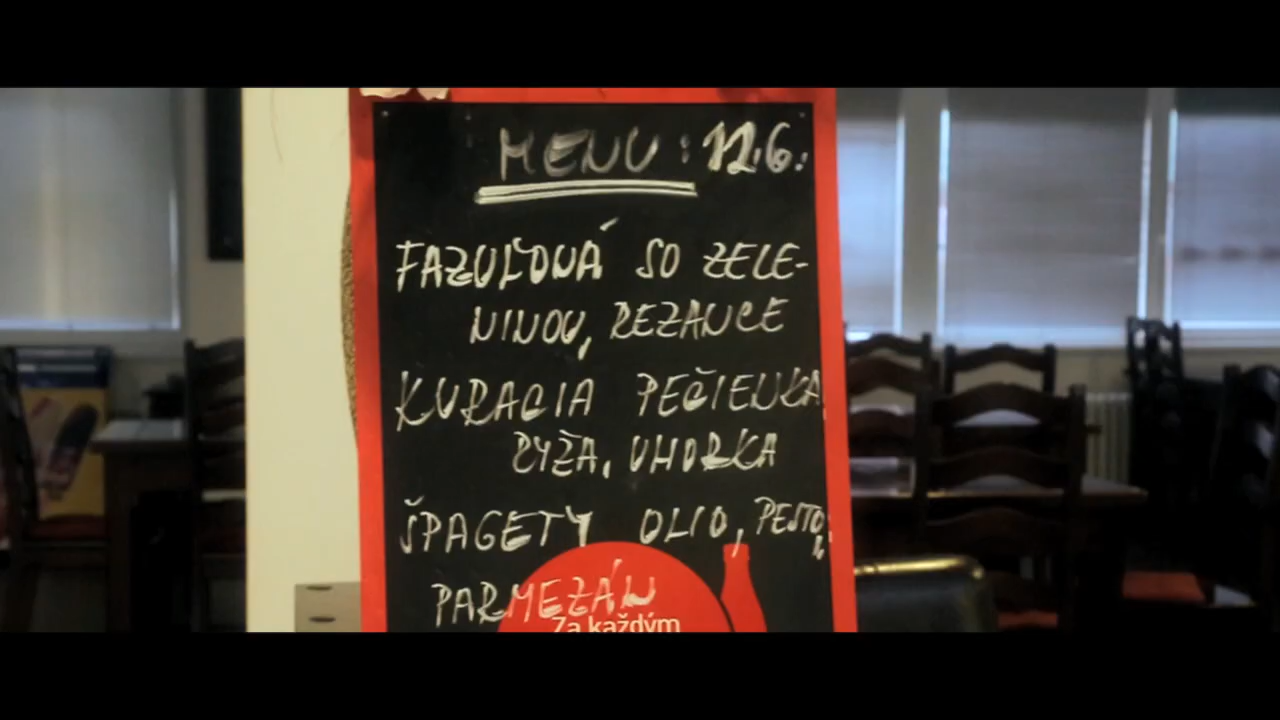 MENU : 12.6.
FAZUĽOVÁ SO ZELE-
NINOU, REZANCE
KURACIA PEČIENKA,
RYŽA, UHORKA
ŠPAGETY OLIO, PESTO,
PARMEZÁN
Za každým